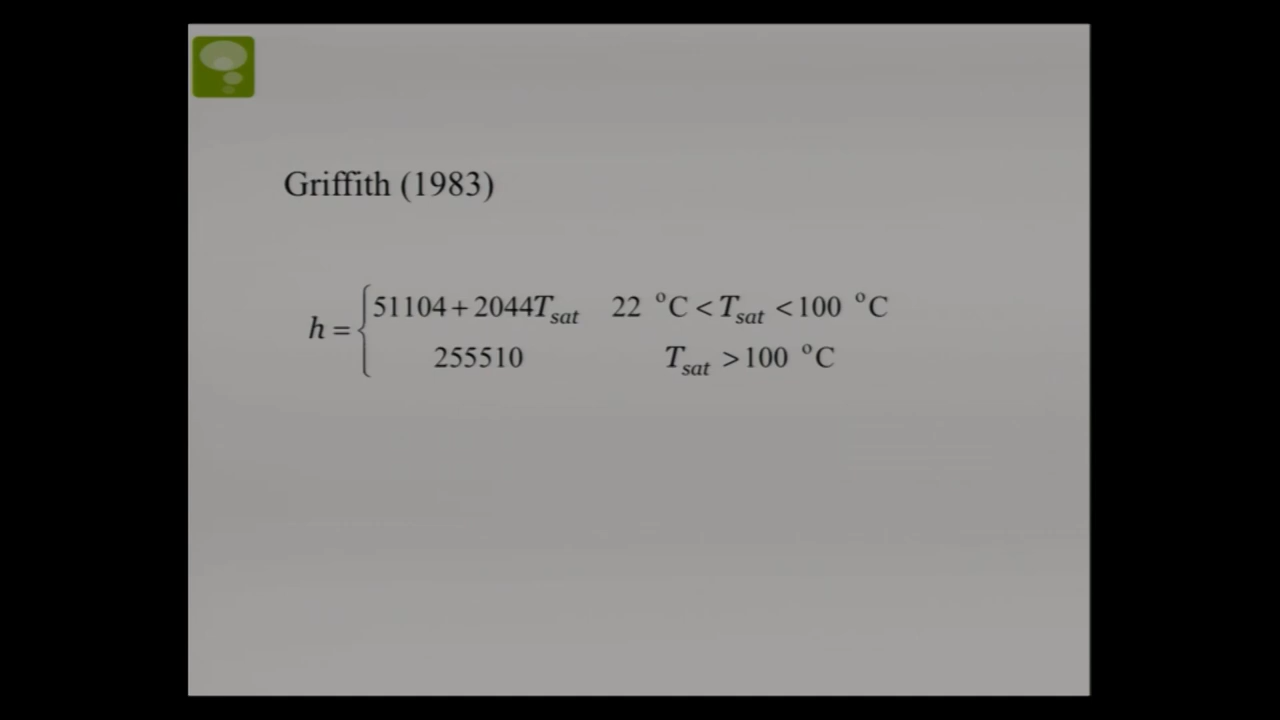 Griffith (1983)
h = { 51104 + 2044T_sat 22 °C < T_sat < 100 °C
255510 T_sat > 100 °C